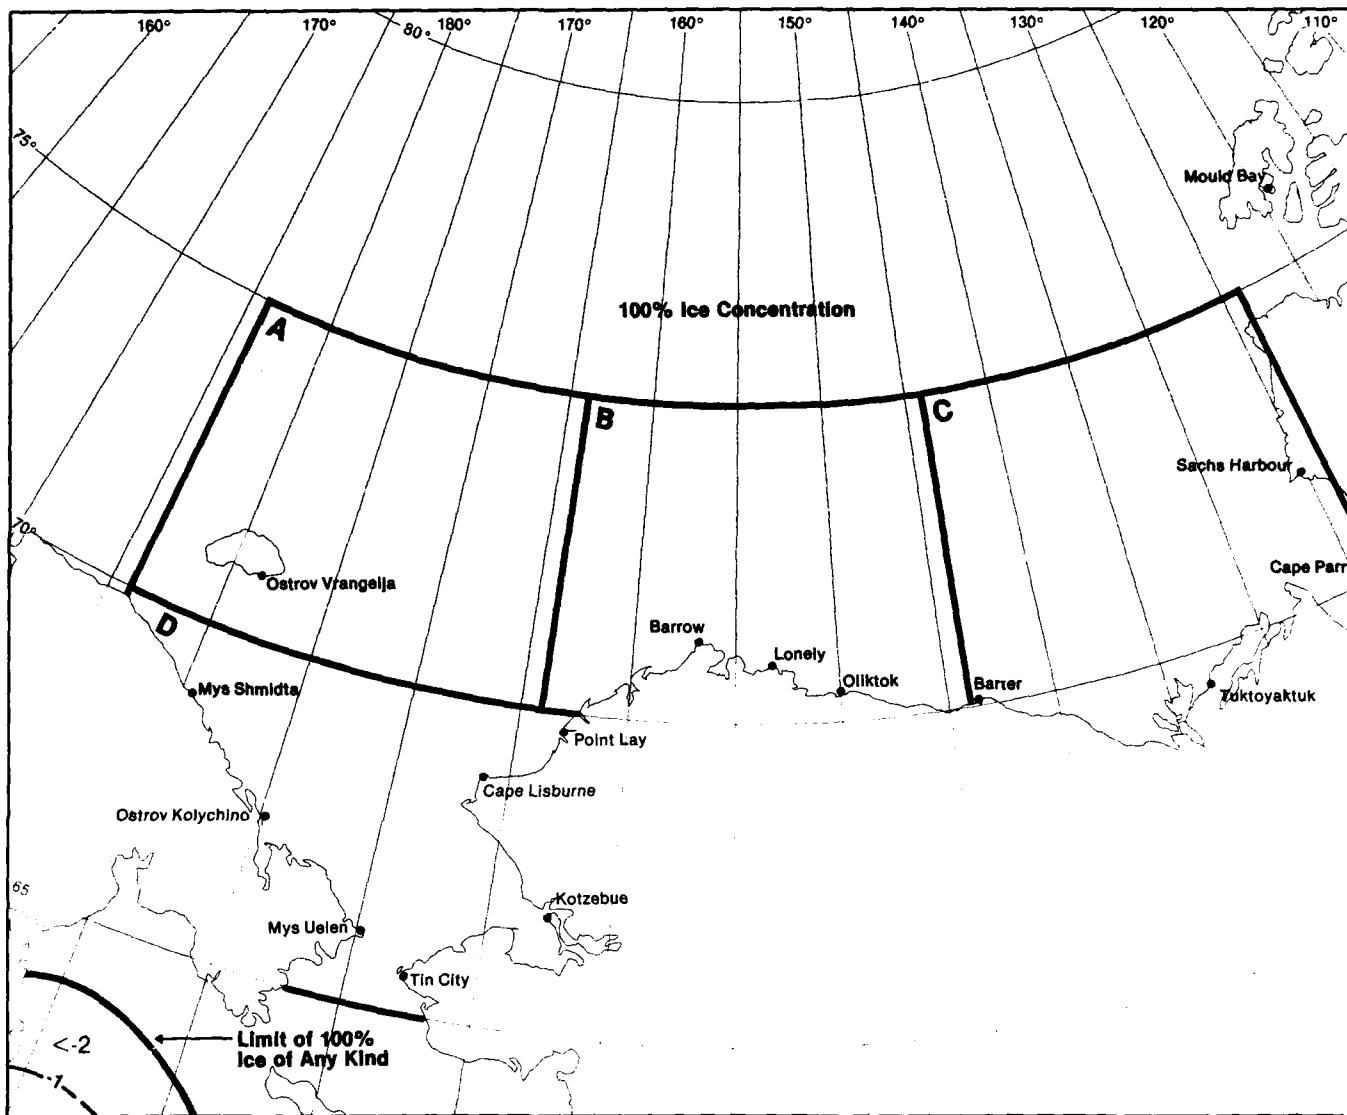 160° 170° 80° 180° 170° 160° 150° 140° 130° 120° 110°
75°
Mould Bay
100% Ice Concentration
A
B
C
Sachs Harbour
70°
Ostrov Vrangelja
Cape Parr
D
Barrow
Lonely
Oliktok
Barter
Mys Shmidta
Tuktoyaktuk
Point Lay
Cape Lisburne
Ostrov Kolychino
65
Kotzebue
Mys Uelen
Tin City
Limit of 100%
Ice of Any Kind
<-2
-1